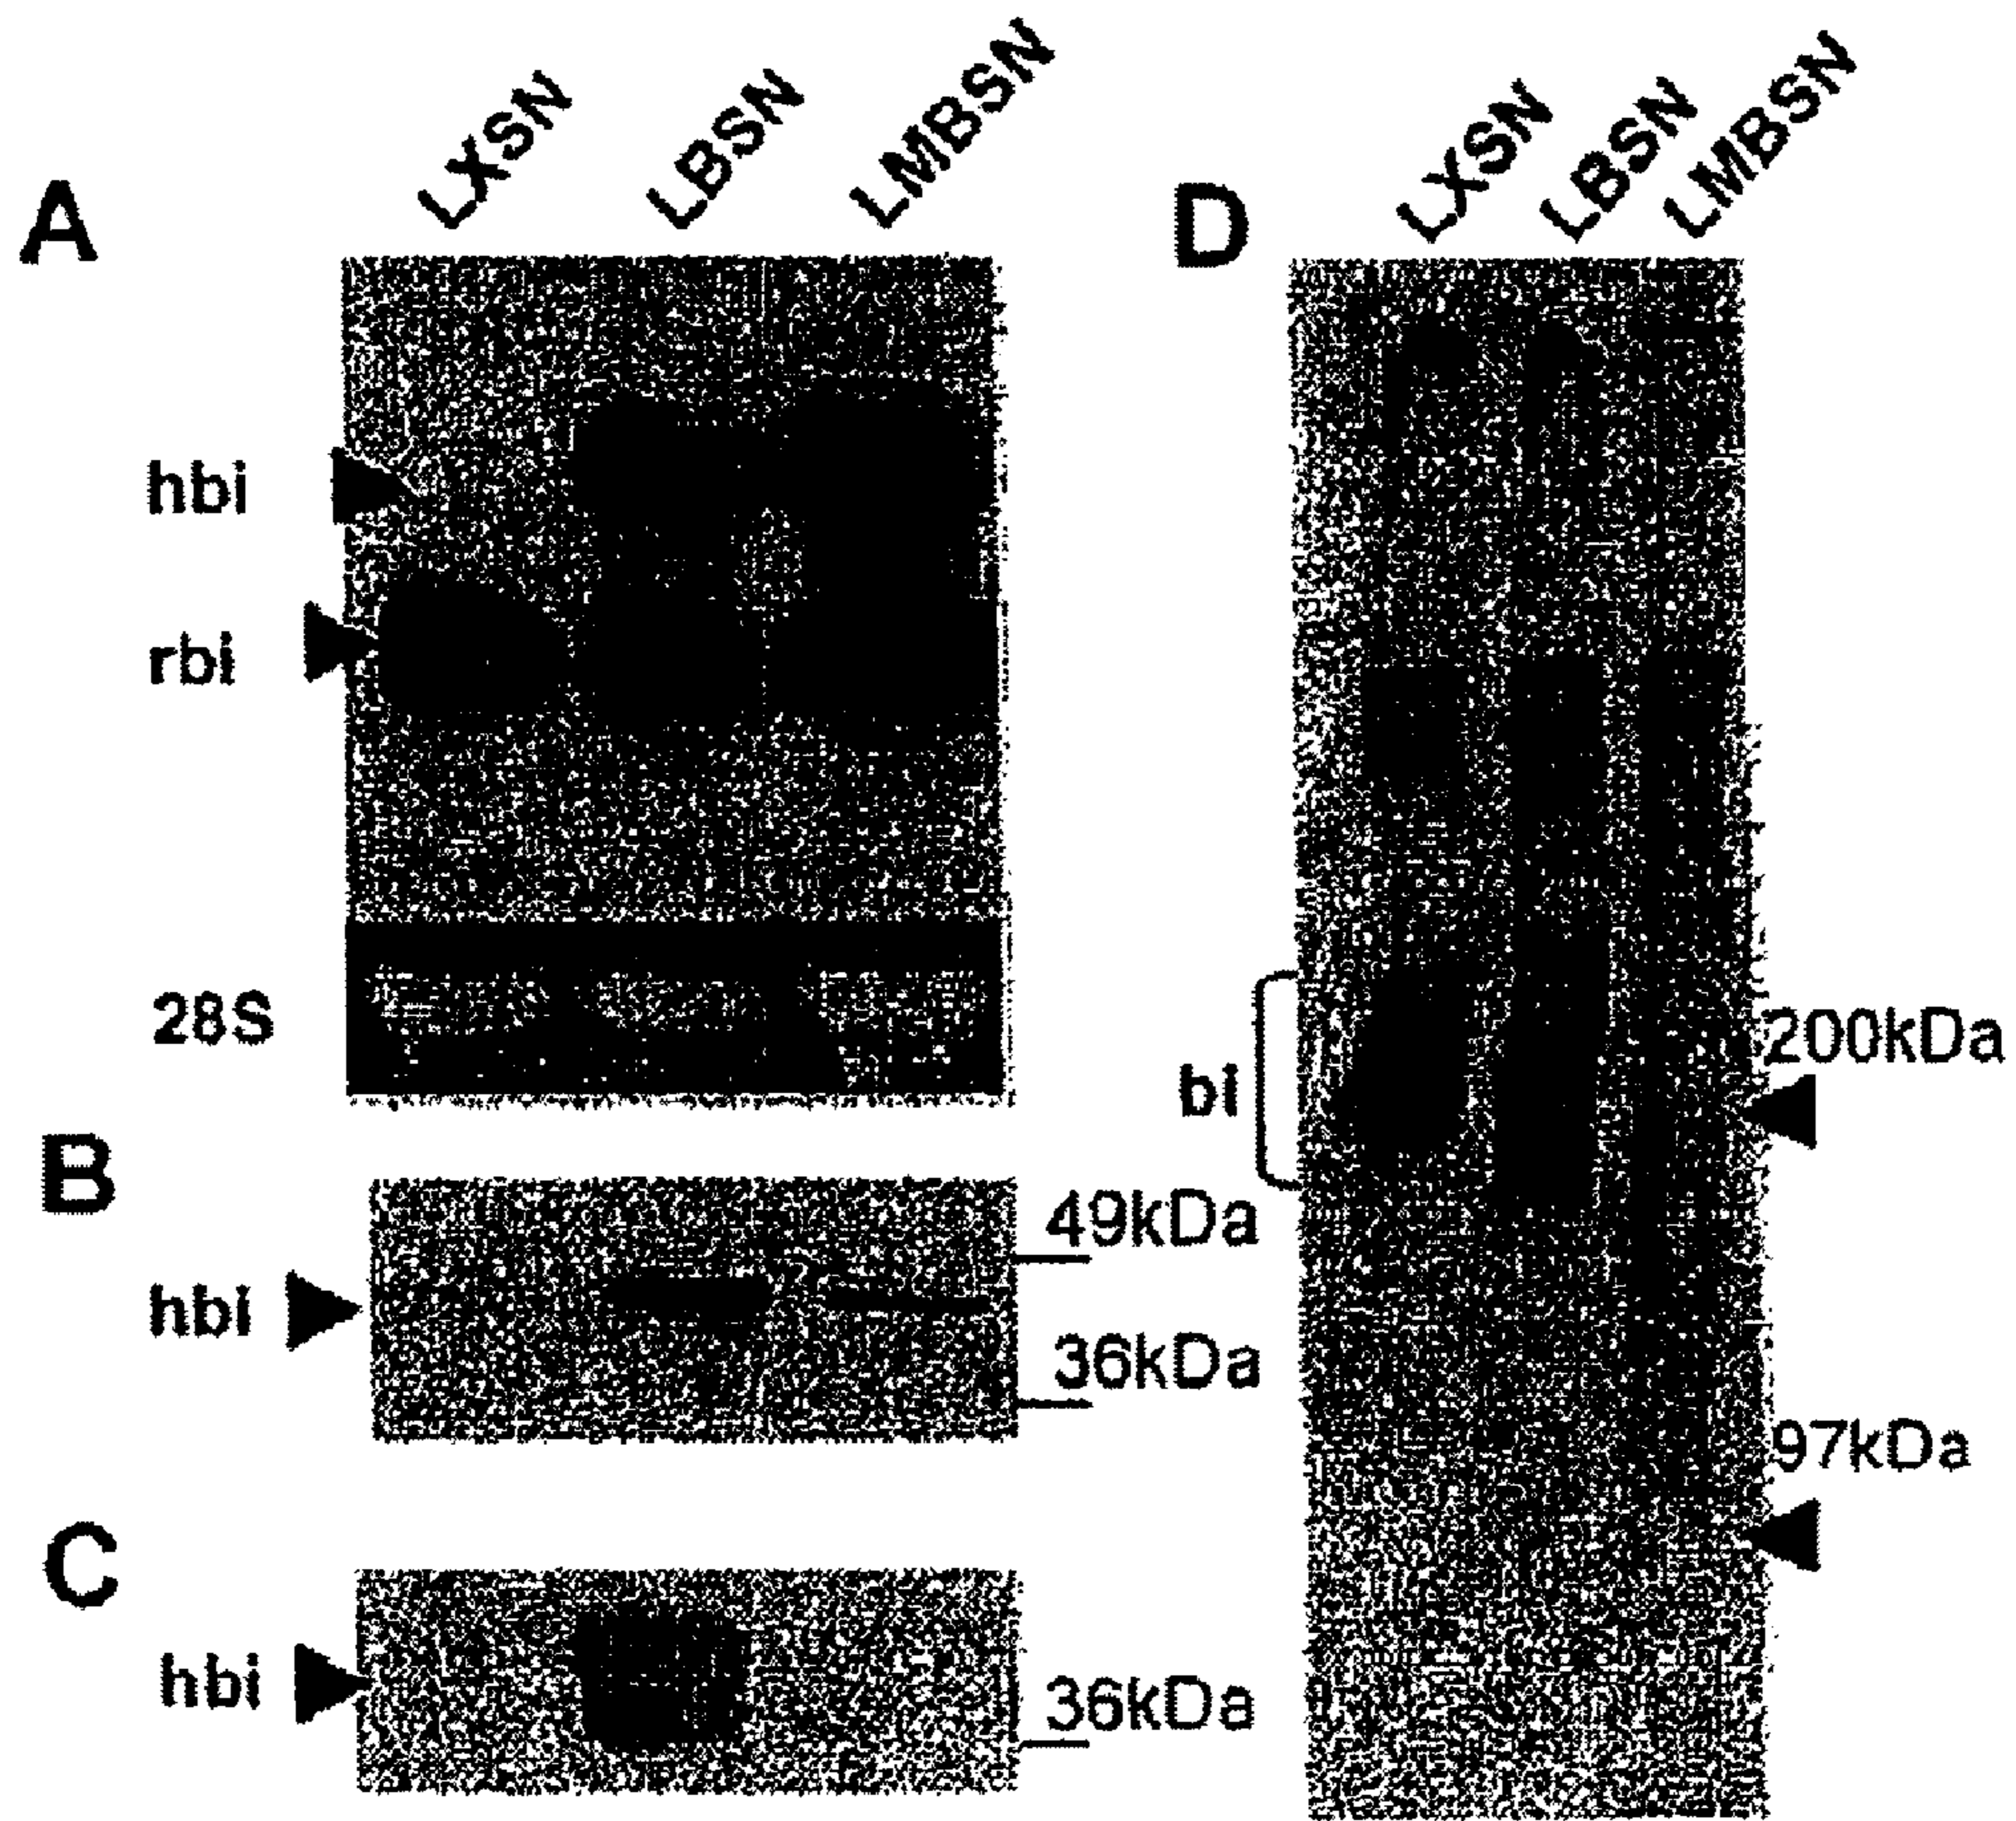 A
LXSN
LBSN
LMBSN
hbi
rbi
28S
B
hbi
49kDa
36kDa
C
hbi
36kDa
D
LXSN
LBSN
LMBSN
bi
200kDa
97kDa